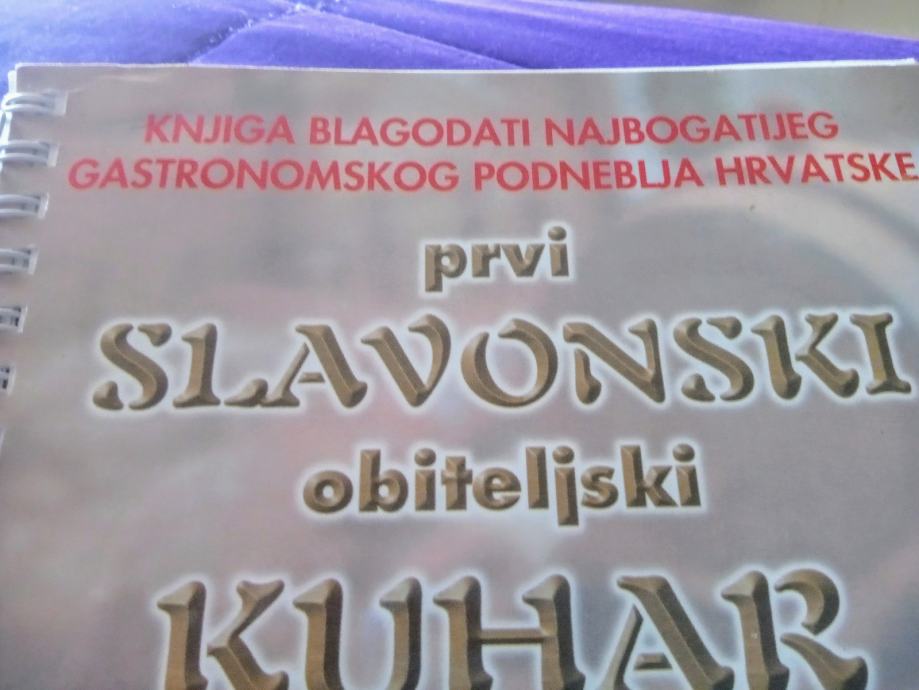 KNJIGA BLAGODATI NAJBOGATIJEG
GASTRONOMSKOG PODNEBLJA HRVATSKE
prvi
SLAVONSKI
obiteljski
KUHAR